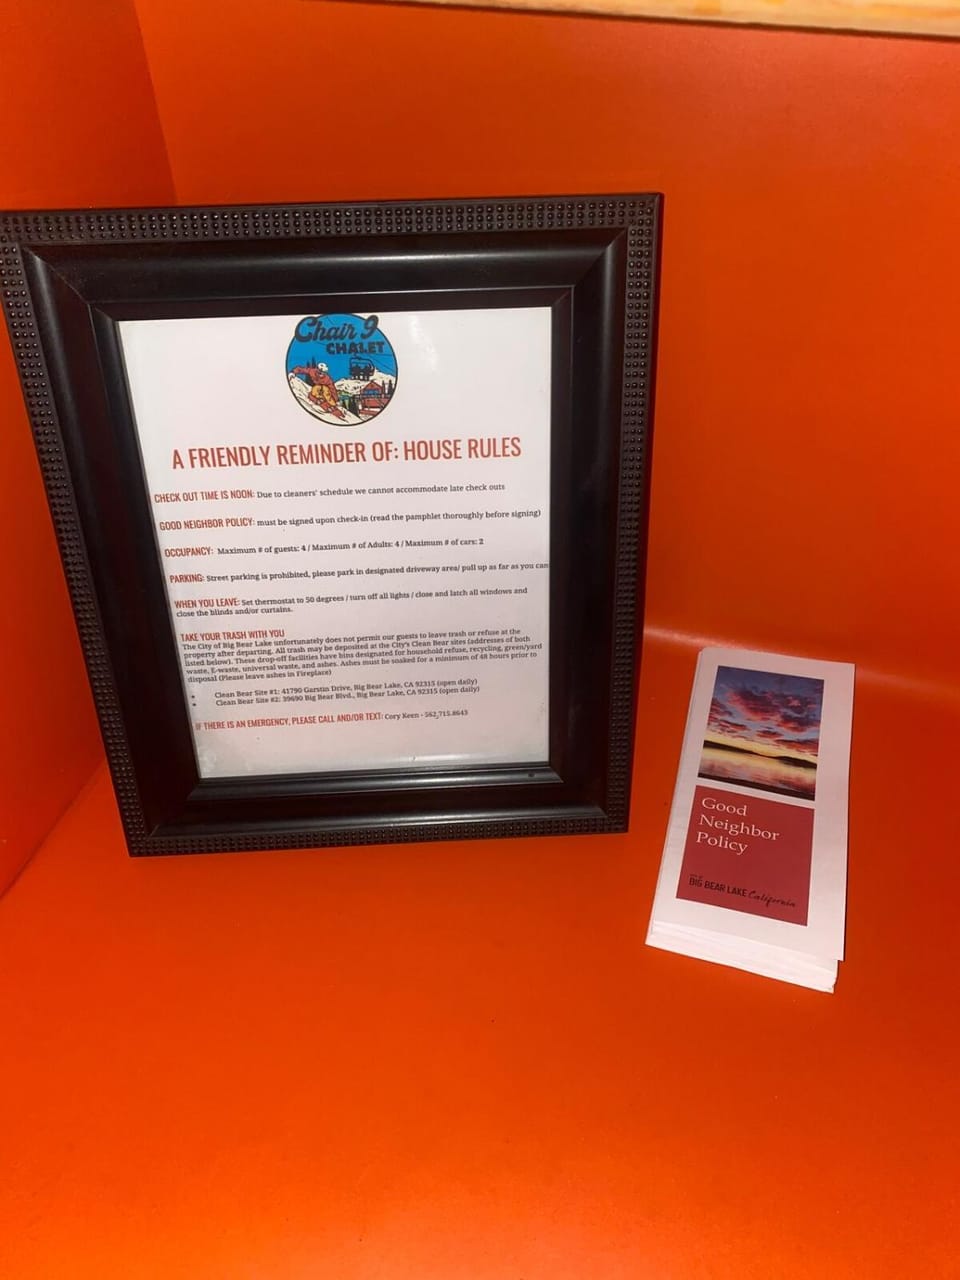 Chair 9
CHALET
A FRIENDLY REMINDER OF: HOUSE RULES
CHECK OUT TIME IS NOON: Due to cleaners' schedule we cannot accommodate late check outs
GOOD NEIGHBOR POLICY: must be signed upon check-in (read the pamphlet thoroughly before signing)
OCCUPANCY: Maximum # of guests: 4 / Maximum # of Adults: 4 / Maximum # of cars: 2
PARKING: Street parking is prohibited, please park in designated driveway area/ pull up as far as you can
WHEN YOU LEAVE: Set thermostat to 50 degrees / turn off all lights / close and latch all windows and
close the blinds and/or curtains.
TAKE YOUR TRASH WITH YOU
The City of Big Bear Lake unfortunately does not permit our guests to leave trash or refuse at the
property after departing. All trash may be deposited at the City's Clean Bear sites (addresses of both
listed below). These drop-off facilities have bins designated for household refuse, recycling, green/yard
waste, E-waste, universal waste, and ashes. Ashes must be soaked for a minimum of 48 hours prior to
disposal (Please leave ashes in Fireplace)
• Clean Bear Site #1: 41790 Garstin Drive, Big Bear Lake, CA 92315 (open daily)
• Clean Bear Site #2: 39690 Big Bear Blvd., Big Bear Lake, CA 92315 (open daily)
IF THERE IS AN EMERGENCY, PLEASE CALL AND/OR TEXT: Cory Keen - 562.715.8643
Good
Neighbor
Policy
BIG BEAR LAKE California